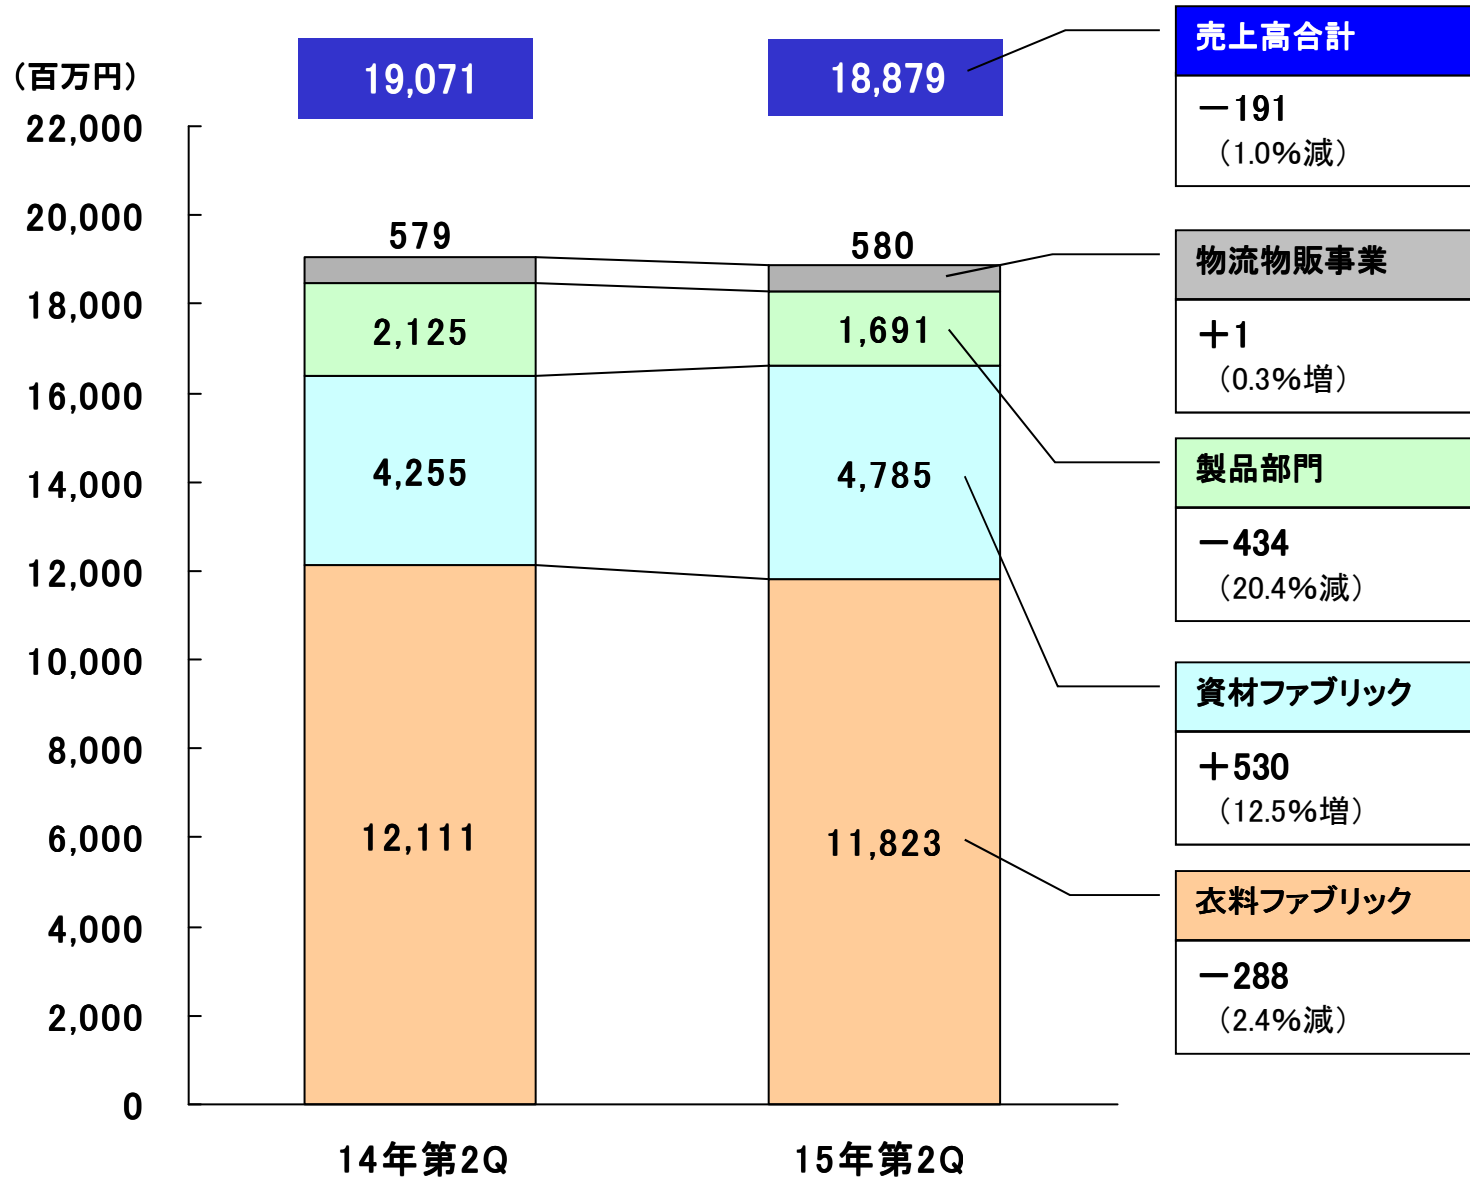 (百万円)
22,000
20,000
18,000
16,000
14,000
12,000
10,000
8,000
6,000
4,000
2,000
0
19,071
579
2,125
4,255
12,111
14年第2Q
18,879
580
1,691
4,785
11,823
15年第2Q
売上高合計
－191
(1.0%減)
物流物販事業
＋1
(0.3%増)
製品部門
－434
(20.4%減)
資材ファブリック
＋530
(12.5%増)
衣料ファブリック
－288
(2.4%減)